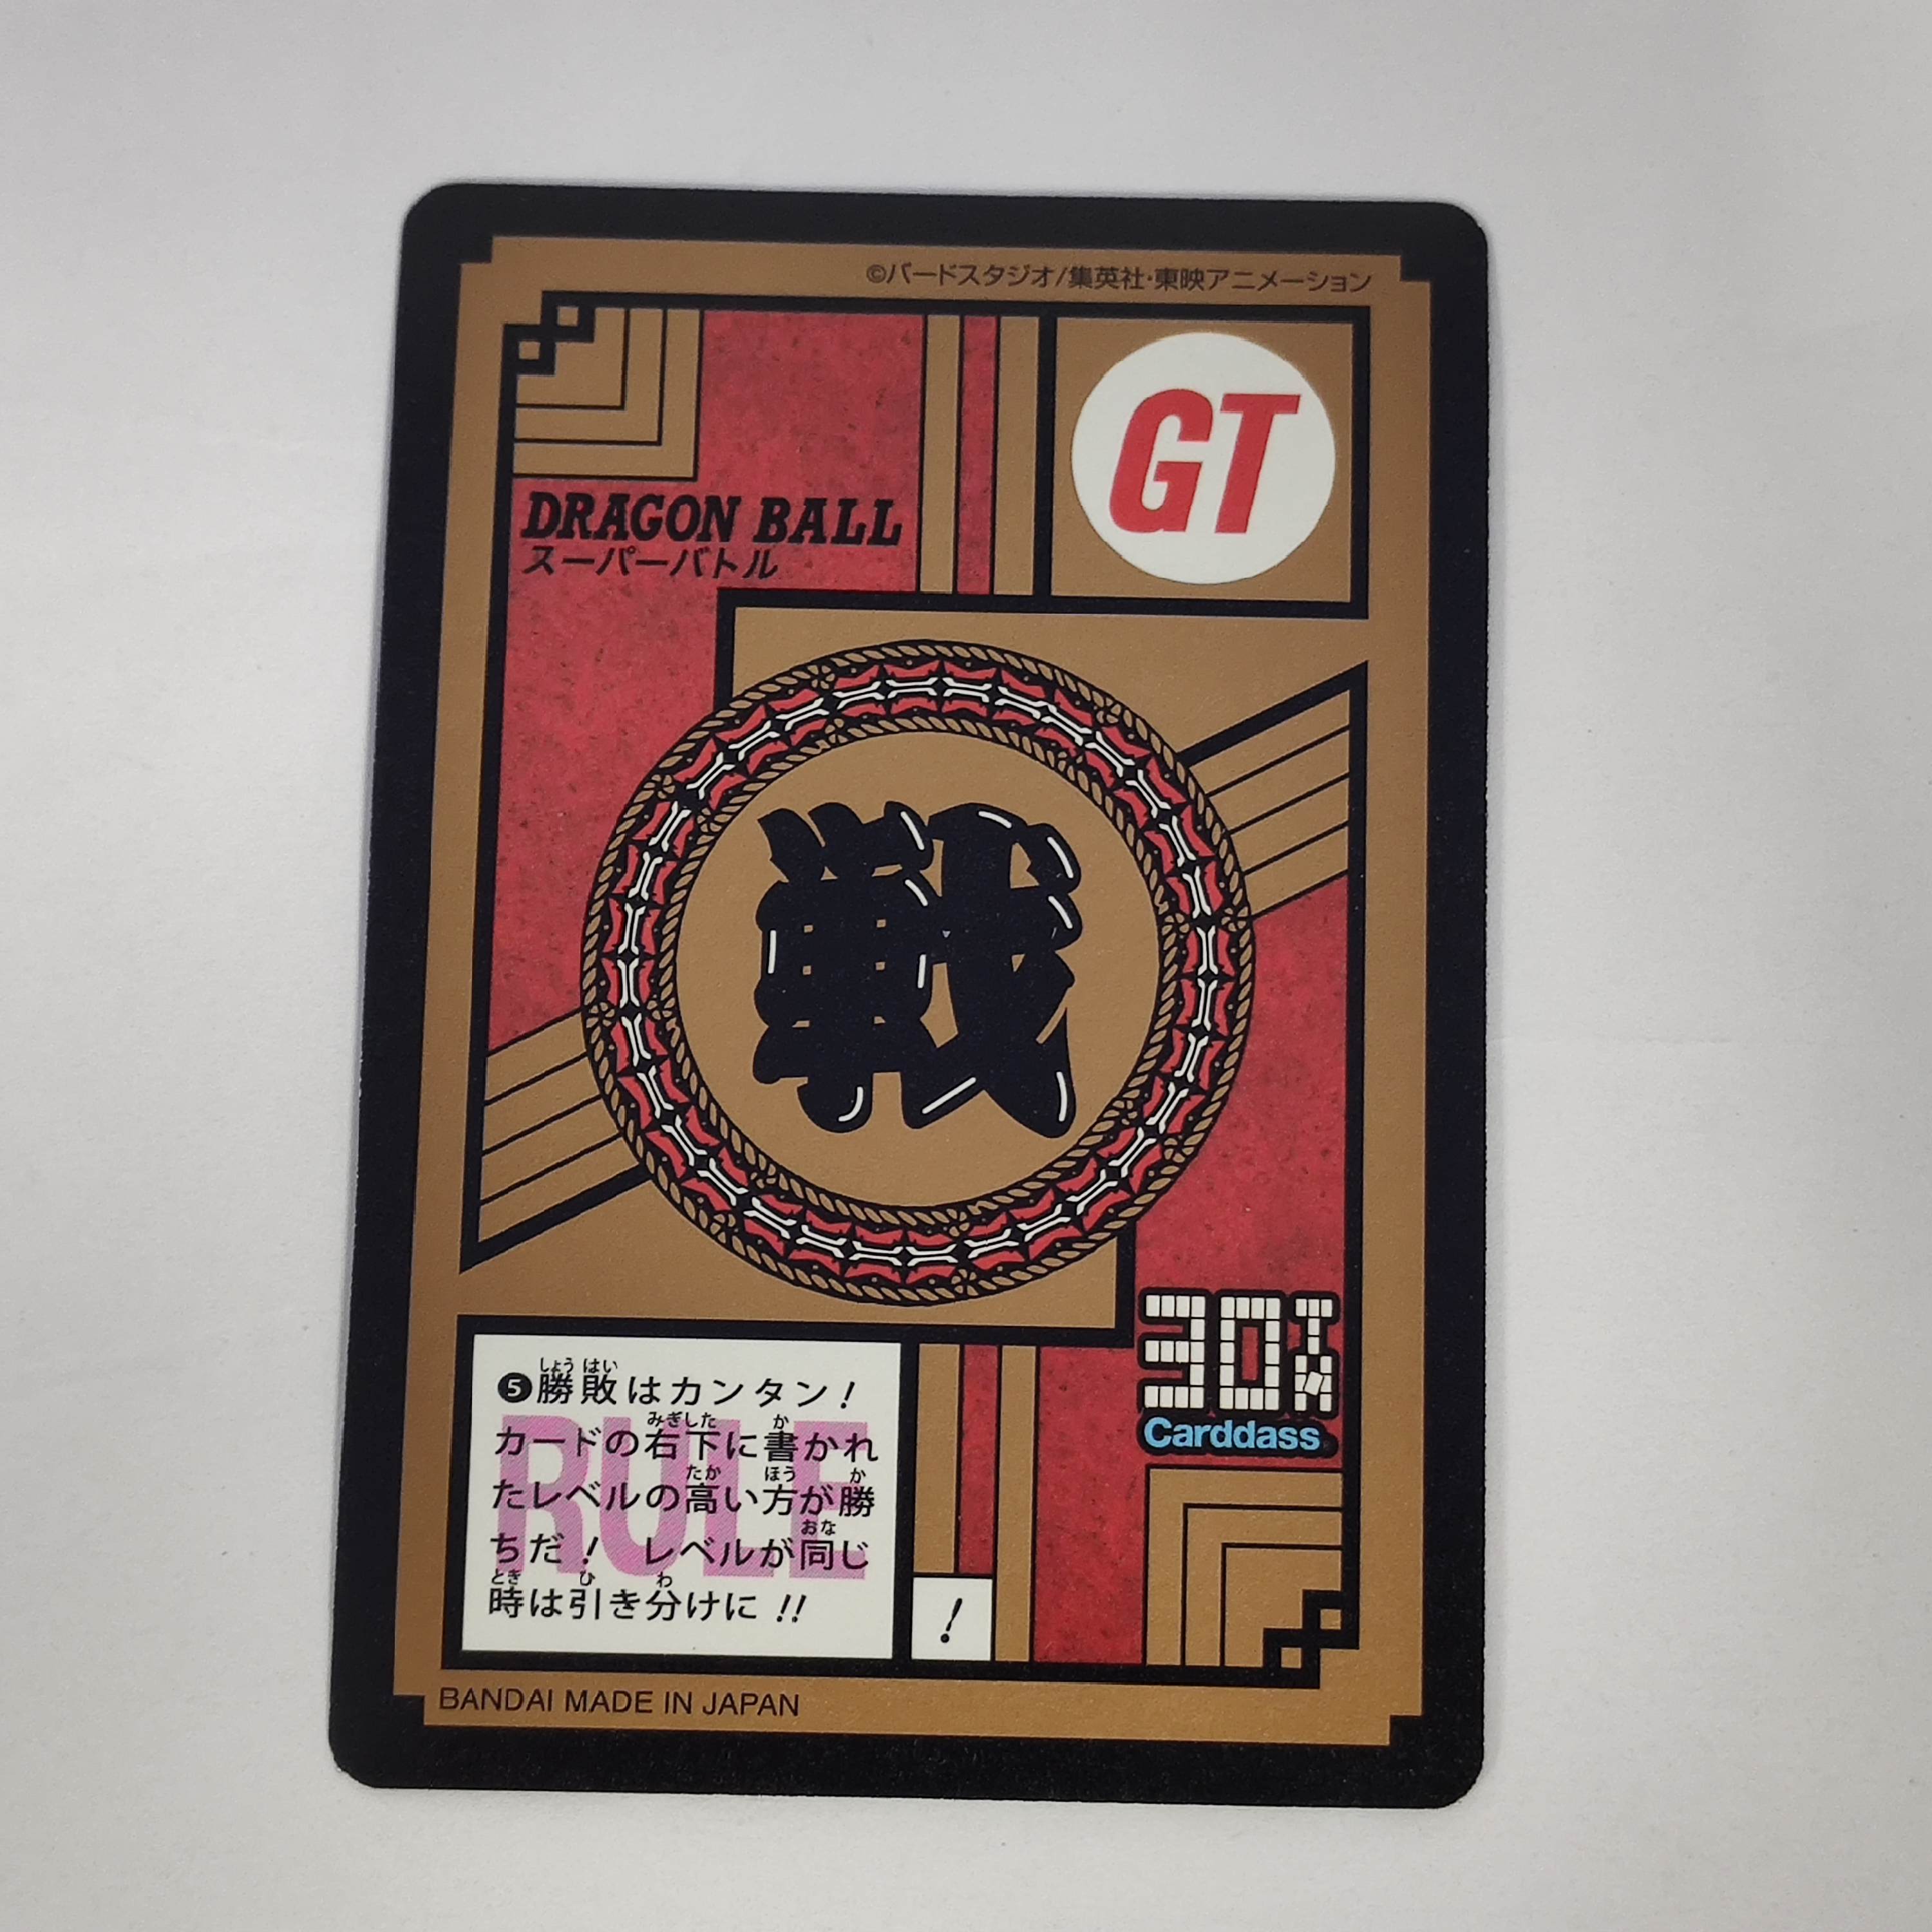 ©バードスタジオ/集英社・東映アニメーション
GT
DRAGON BALL
スーパーバトル
戦
30
Carddass
RULE
❺勝敗はカンタン!
カードの右下に書かれ
たレベルの高い方が勝
ちだ! レベルが同じ
時は引き分けに!!
!
BANDAI MADE IN JAPAN